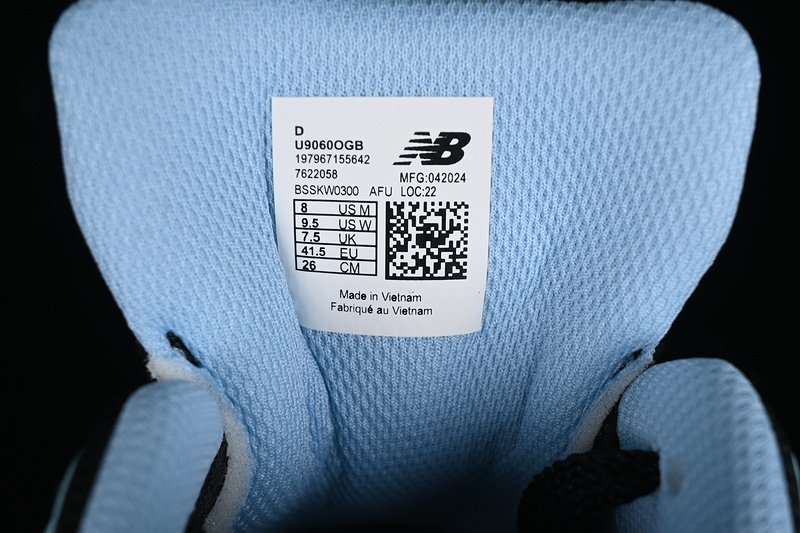 D
U9060OGB
197967155642
7622058
NB
MFG:042024
BSSKW0300 AFU LOC:22
8 US M
9.5 US W
7.5 UK
41.5 EU
26 CM
Made in Vietnam
Fabriqué au Vietnam